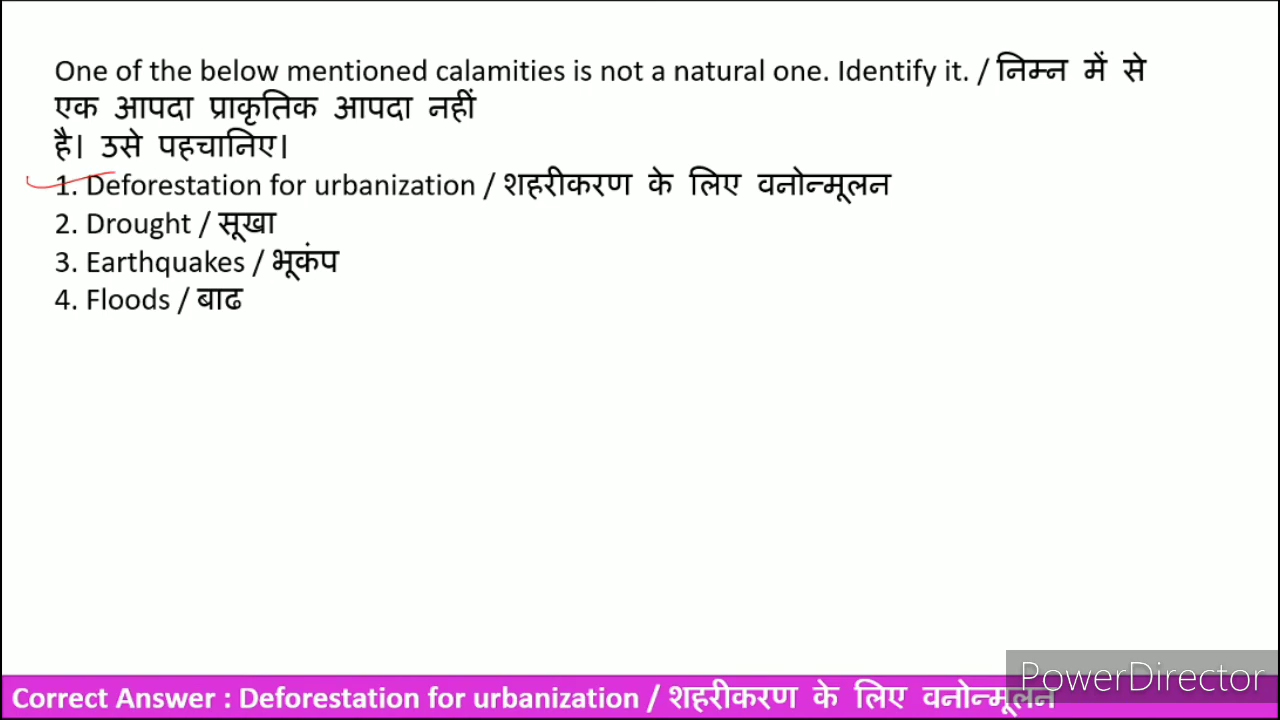 One of the below mentioned calamities is not a natural one. Identify it. / निम्न में से
एक आपदा प्राकृतिक आपदा नहीं
है। उसे पहचानिए।
1. Deforestation for urbanization / शहरीकरण के लिए वनोन्मूलन
2. Drought / सूखा
3. Earthquakes / भूकंप
4. Floods / बाढ
PowerDirector
Correct Answer : Deforestation for urbanization / शहरीकरण के लिए वनोन्मूलन